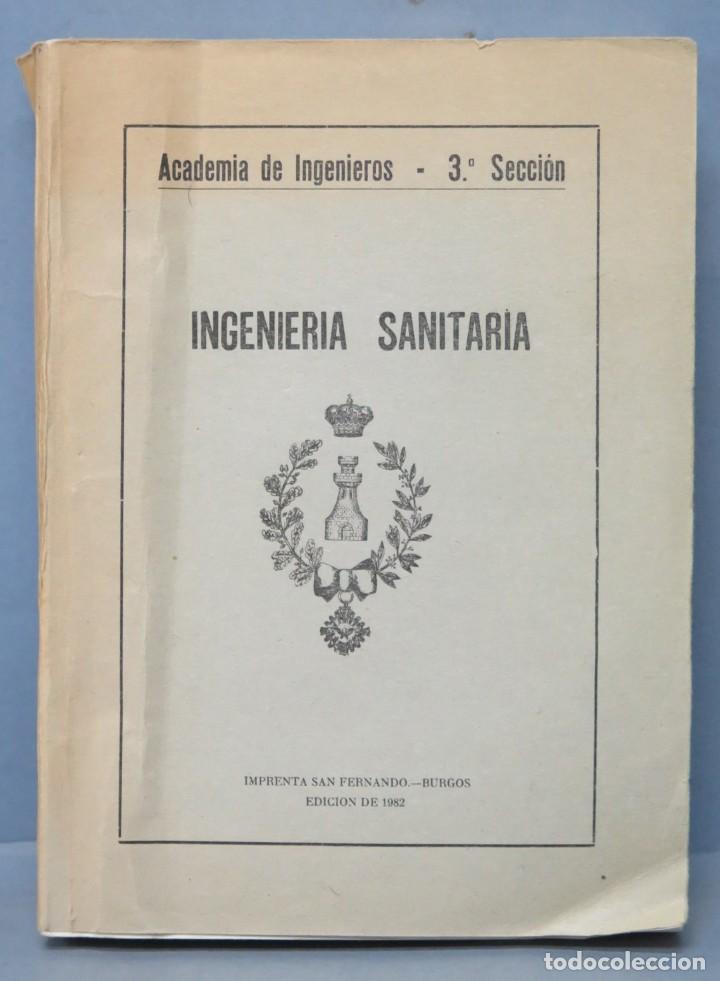 Academia de Ingenieros - 3.ª Sección
INGENIERIA SANITARIA
IMPRENTA SAN FERNANDO.—BURGOS
EDICION DE 1982
todocoleccion